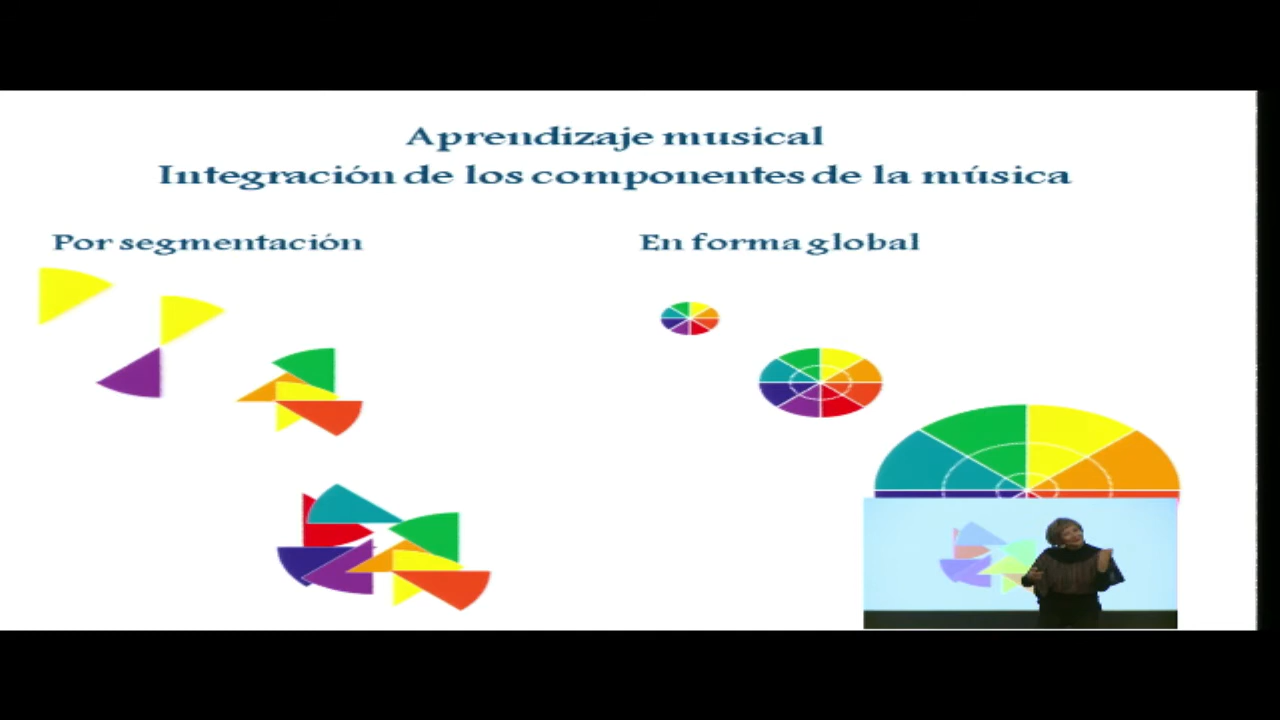 Aprendizaje musical
Integración de los componentes de la música
Por segmentación
En forma global